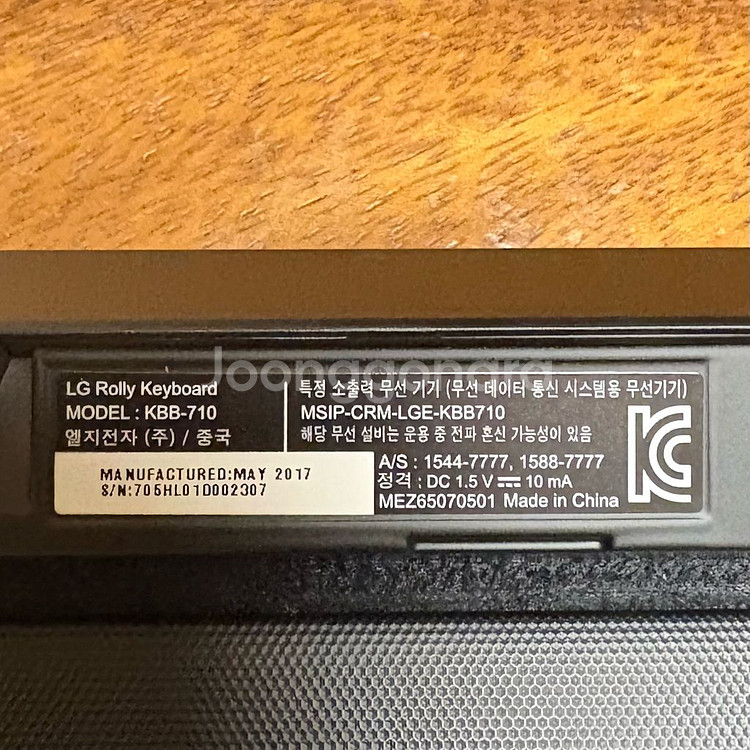 Joonggonara
LG Rolly Keyboard
MODEL : KBB-710
엘지전자 (주) / 중국
MANUFACTURED:MAY 2017
S/N:705HL01D002307
특정 소출력 무선 기기 (무선 데이터 통신 시스템용 무선기기)
MSIP-CRM-LGE-KBB710
해당 무선 설비는 운용 중 전파 혼신 가능성이 있음
A/S : 1544-7777, 1588-7777
정격 : DC 1.5 V ⎓ 10 mA
MEZ65070501 Made in China